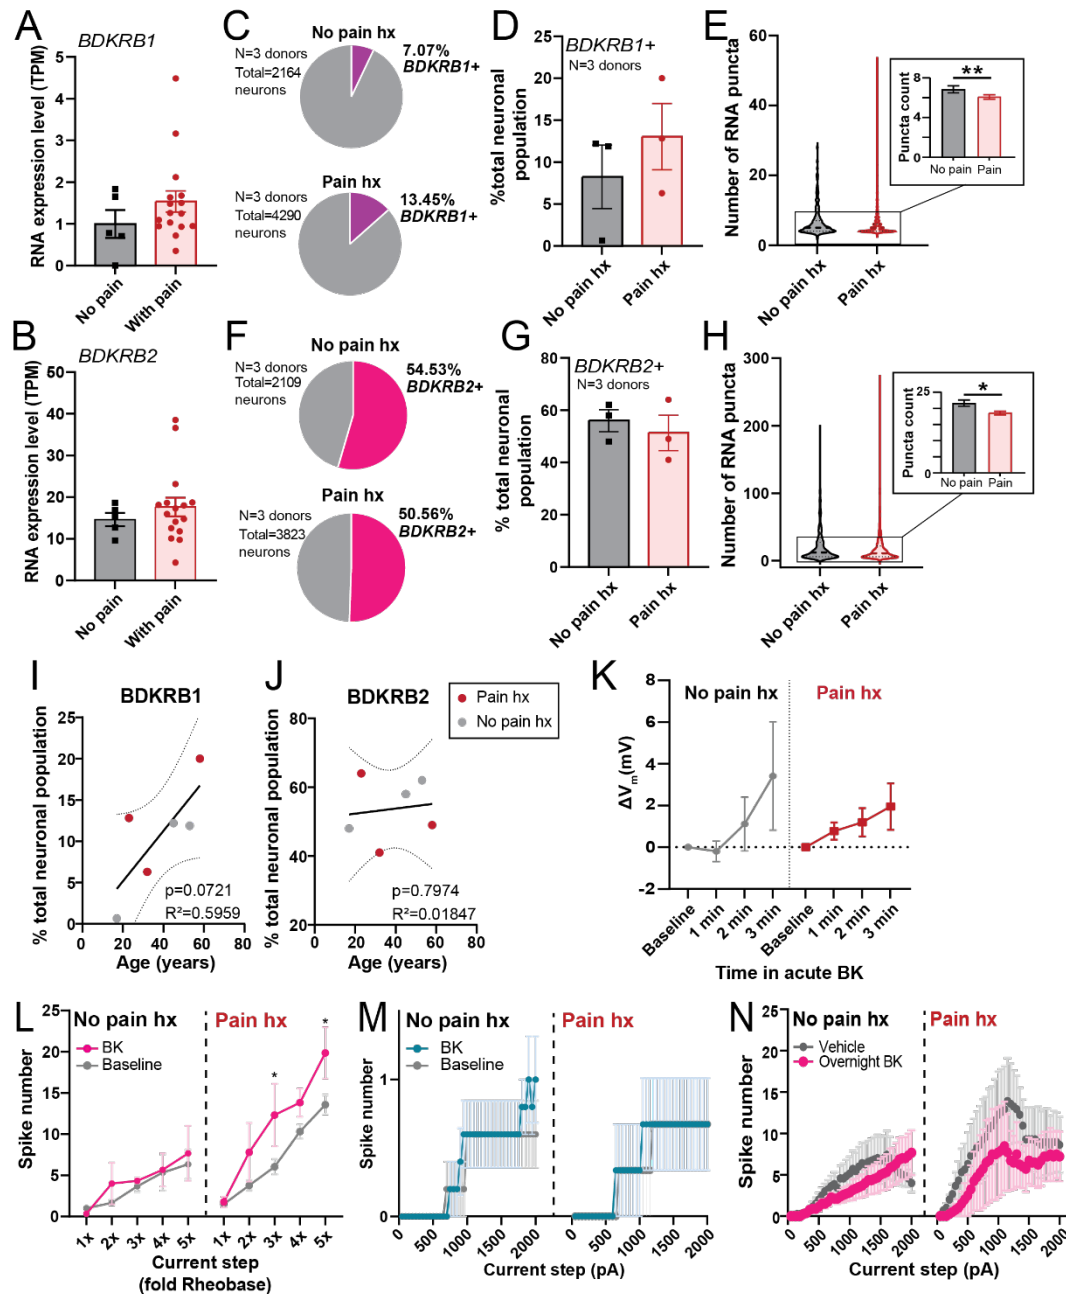 A
BDKRB1
RNA expression level (TPM)
5
4
3
2
1
0
No pain
With pain
B
BDKRB2
RNA expression level (TPM)
50
40
30
20
10
0
No pain
With pain
C
No pain hx
N=3 donors
Total=2164
neurons
7.07%
BDKRB1+
Pain hx
N=3 donors
Total=4290
neurons
13.45%
BDKRB1+
D
BDKRB1+
N=3 donors
%total neuronal
population
25
20
15
10
5
0
No pain hx
Pain hx
E
Number of RNA puncta
60
40
20
0
No pain hx
Pain hx
Puncta count
8
6
0
**
No pain
Pain
F
No pain hx
N=3 donors
Total=2109
neurons
54.53%
BDKRB2+
Pain hx
N=3 donors
Total=3823
neurons
50.56%
BDKRB2+
G
BDKRB2+
N=3 donors
% total neuronal
population
80
60
40
20
0
No pain hx
Pain hx
H
Number of RNA puncta
300
200
100
0
No pain hx
Pain hx
Puncta count
25
0
*
No pain
Pain
I
BDKRB1
% total neuronal population
25
20
15
10
5
0
p=0.0721
R²=0.5959
0
20
40
60
80
Age (years)
J
BDKRB2
% total neuronal population
80
60
40
20
p=0.7974
R²=0.01847
0
20
40
60
80
Age (years)
Pain hx
No pain hx
K
No pain hx
Pain hx
ΔVm(mV)
8
6
4
2
0
-2
Baseline
1 min
2 min
3 min
Baseline
1 min
2 min
3 min
Time in acute BK
L
No pain hx
Pain hx
BK
Baseline
Spike number
25
20
15
10
5
0
*
*
1x
2x
3x
4x
5x
1x
2x
3x
4x
5x
Current step
(fold Rheobase)
M
No pain hx
Pain hx
BK
Baseline
Spike number
1
0
0
500
1000
1500
2000
0
500
1000
1500
2000
Current step (pA)
N
No pain hx
Pain hx
Vehicle
Overnight BK
Spike number
25
20
15
10
5
0
0
500
1000
1500
2000
0
500
1000
1500
2000
Current step (pA)